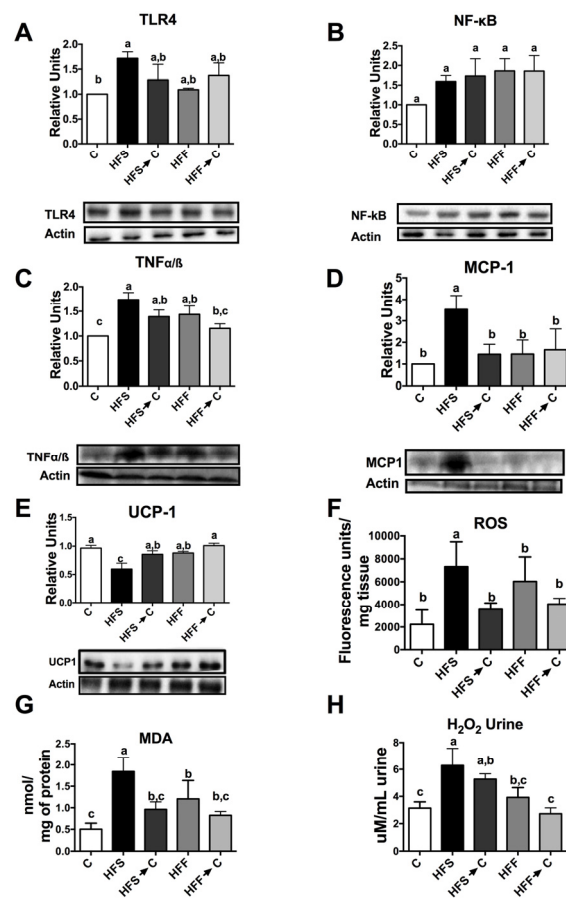 A
TLR4
Relative Units
2.0
1.5
1.0
0.5
0.0
b
a
a,b
a,b
a,b
C
HFS
HFS→C
HFF
HFF→C
TLR4
Actin
B
NF-κB
Relative Units
2.5
2.0
1.5
1.0
0.5
0.0
a
a
a
a
a
C
HFS
HFS→C
HFF
HFF→C
NF-kB
Actin
C
TNFα/ß
Relative Units
2.0
1.5
1.0
0.5
0.0
c
a
a,b
a,b
b,c
C
HFS
HFS→C
HFF
HFF→C
TNFα/ß
Actin
D
MCP-1
Relative Units
5
4
3
2
1
0
b
a
b
b
b
C
HFS
HFS→C
HFF
HFF→C
MCP1
Actin
E
UCP-1
Relative Units
1.5
1.0
0.5
0.0
a
c
a,b
a,b
a
C
HFS
HFS→C
HFF
HFF→C
UCP1
Actin
F
ROS
Fluorescence units/
mg tissue
10000
8000
6000
4000
2000
0
b
a
b
b
b
C
HFS
HFS→C
HFF
HFF→C
G
MDA
nmol/
mg of protein
2.5
2.0
1.5
1.0
0.5
0.0
c
a
b,c
b
b,c
C
HFS
HFS→C
HFF
HFF→C
H
H₂O₂ Urine
uM/mL urine
8
6
4
2
0
c
a
a,b
b,c
c
C
HFS
HFS→C
HFF
HFF→C